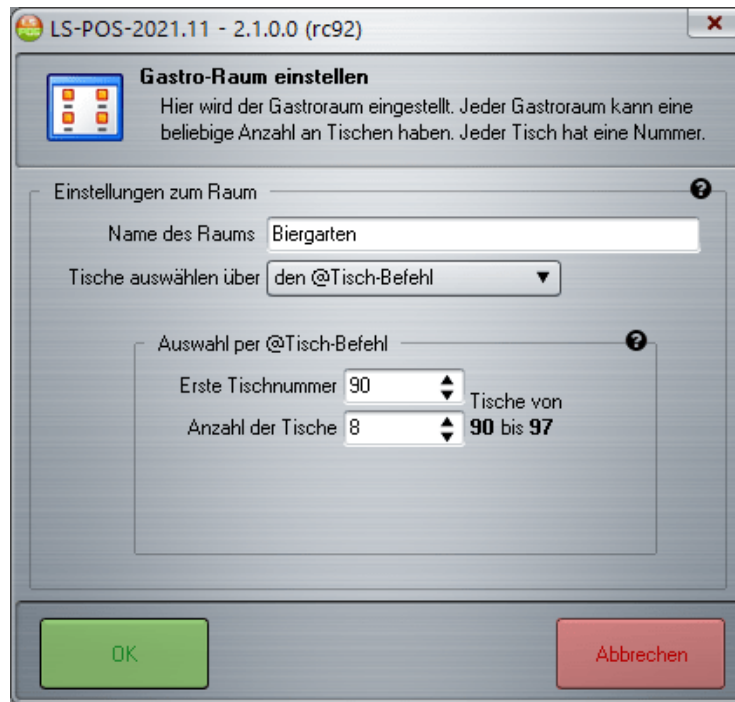 LS-POS-2021.11 - 2.1.0.0 (rc92)
Gastro-Raum einstellen
Hier wird der Gastroraum eingestellt. Jeder Gastroraum kann eine
beliebige Anzahl an Tischen haben. Jeder Tisch hat eine Nummer.
Einstellungen zum Raum
Name des Raums Biergarten
Tische auswählen über den @Tisch-Befehl
Auswahl per @Tisch-Befehl
Erste Tischnummer 90
Tische von
Anzahl der Tische 8 90 bis 97
OK Abbrechen